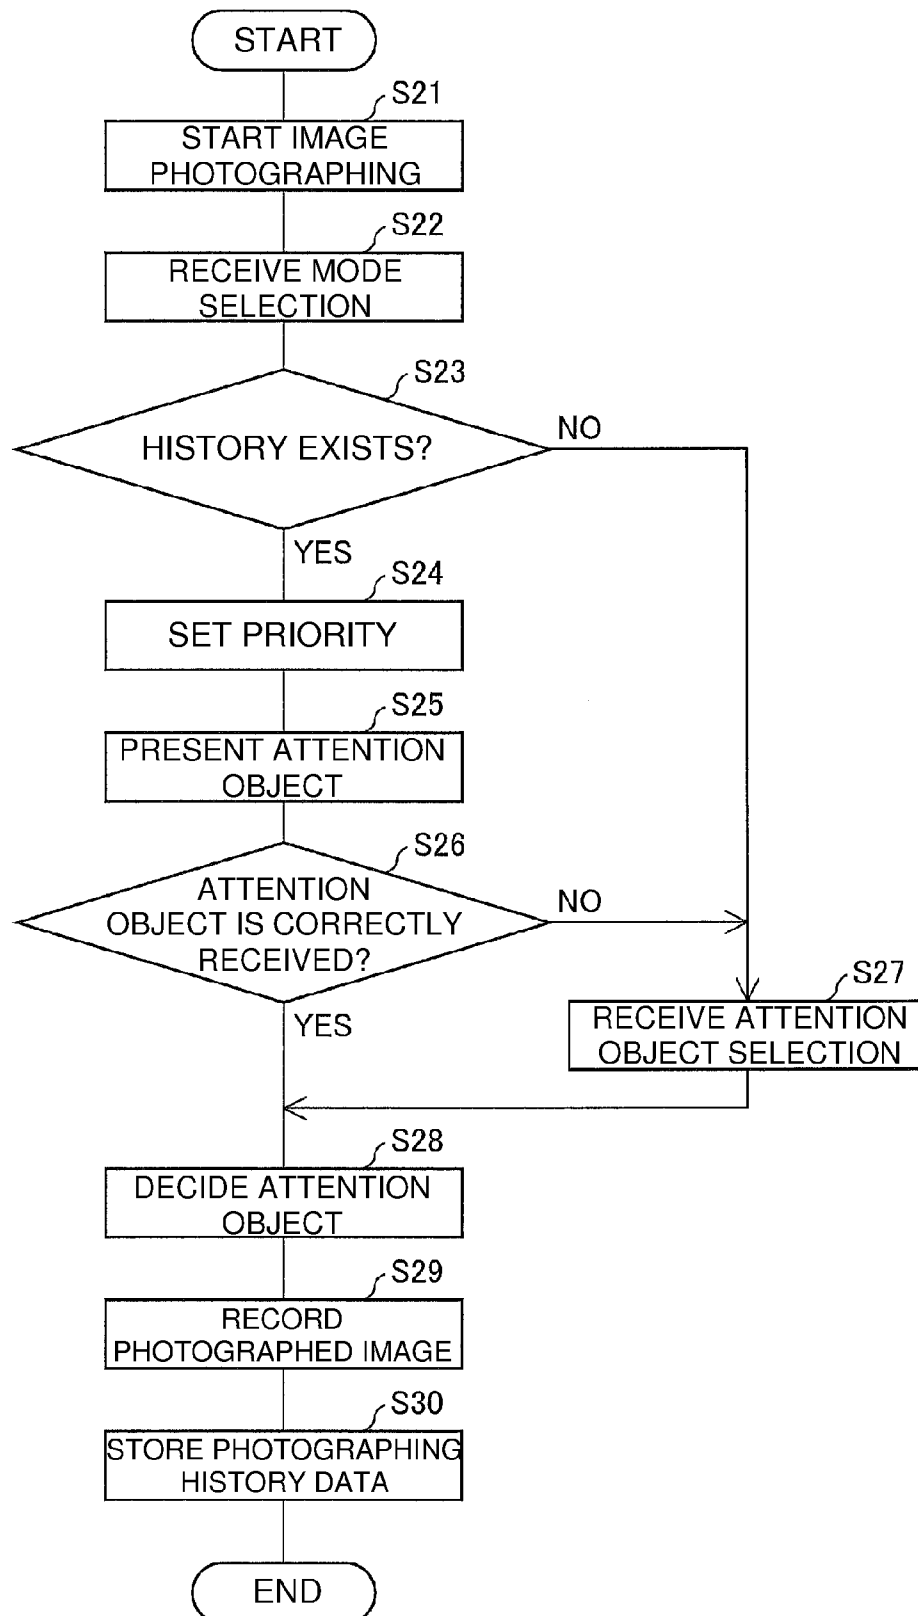 START
S21
START IMAGE
PHOTOGRAPHING
S22
RECEIVE MODE
SELECTION
S23
HISTORY EXISTS?
NO
YES
S24
SET PRIORITY
S25
PRESENT ATTENTION
OBJECT
S26
ATTENTION
OBJECT IS CORRECTLY
RECEIVED?
NO
YES
S27
RECEIVE ATTENTION
OBJECT SELECTION
S28
DECIDE ATTENTION
OBJECT
S29
RECORD
PHOTOGRAPHED IMAGE
S30
STORE PHOTOGRAPHING
HISTORY DATA
END